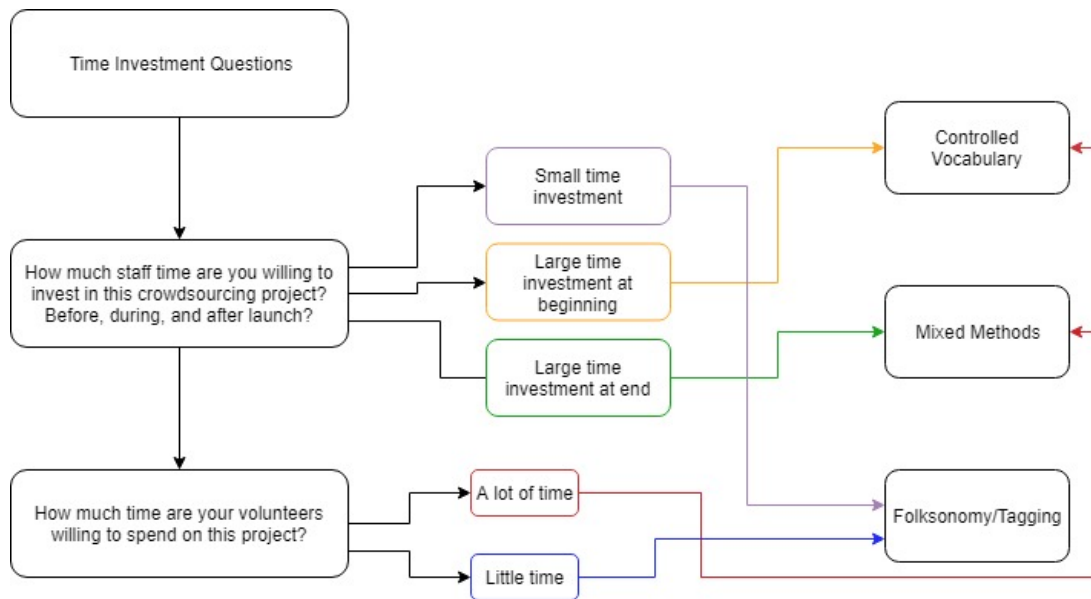 Time Investment Questions
How much staff time are you willing to
invest in this crowdsourcing project?
Before, during, and after launch?
Small time
investment
Large time
investment at
beginning
Large time
investment at end
How much time are your volunteers
willing to spend on this project?
A lot of time
Little time
Controlled
Vocabulary
Mixed Methods
Folksonomy/Tagging